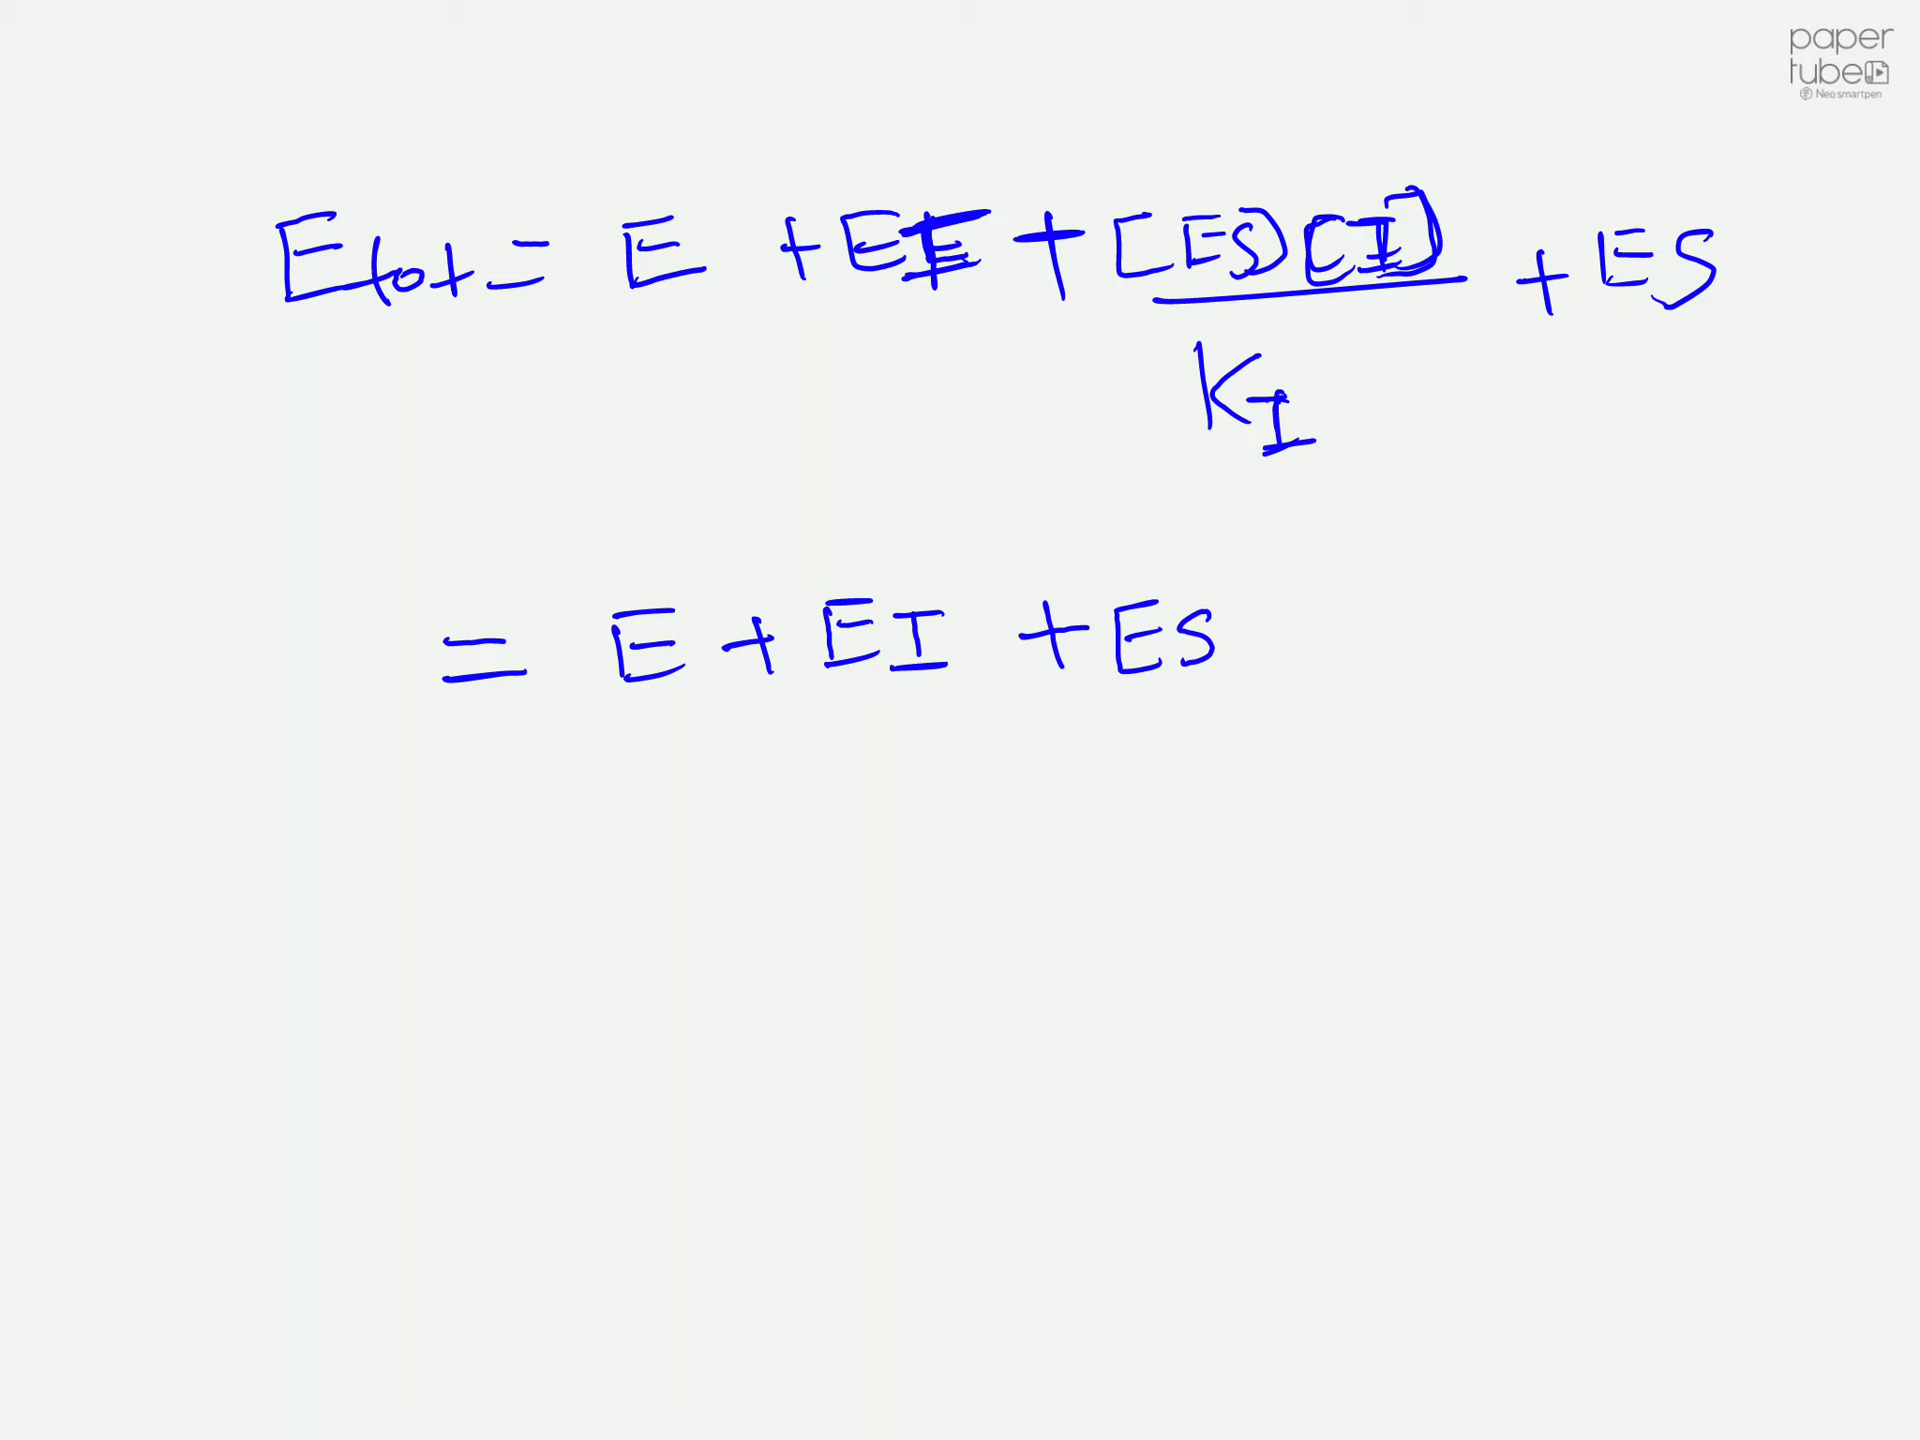 paper
tube
Neo smartpen
Etot = E + EI + [ES][I] + ES
KI
= E + EI + ES